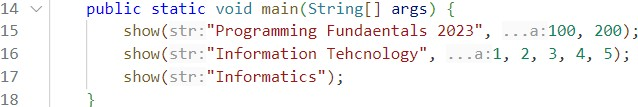 14 public static void main(String[] args) {
15 show(str:"Programming Fundaentals 2023", ...a:100, 200);
16 show(str:"Information Tehcnology", ...a:1, 2, 3, 4, 5);
17 show(str:"Informatics");
18 }